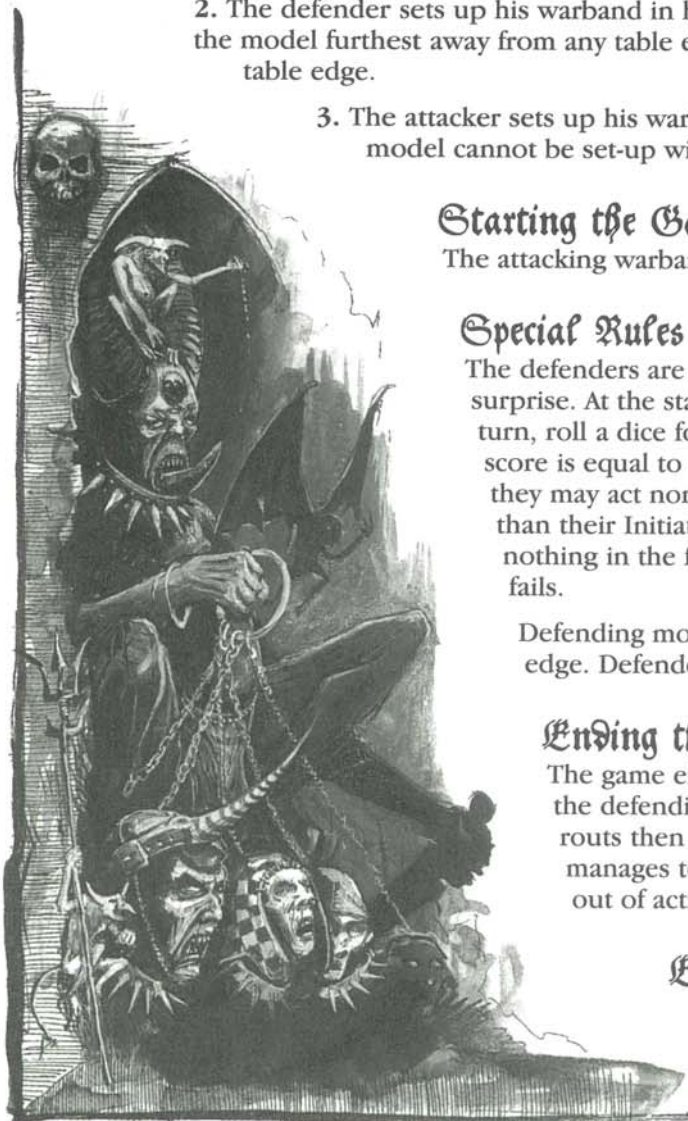 2. The defender sets up his warband in h
the model furthest away from any table e
table edge.
3. The attacker sets up his war
model cannot be set-up wi
Starting the Ga
The attacking warban
Special Rules
The defenders are
surprise. At the sta
turn, roll a dice fo
score is equal to
they may act nor
than their Initia
nothing in the f
fails.
Defending mo
edge. Defende
Ending th
The game e
the defendi
routs then
manages t
out of act
E